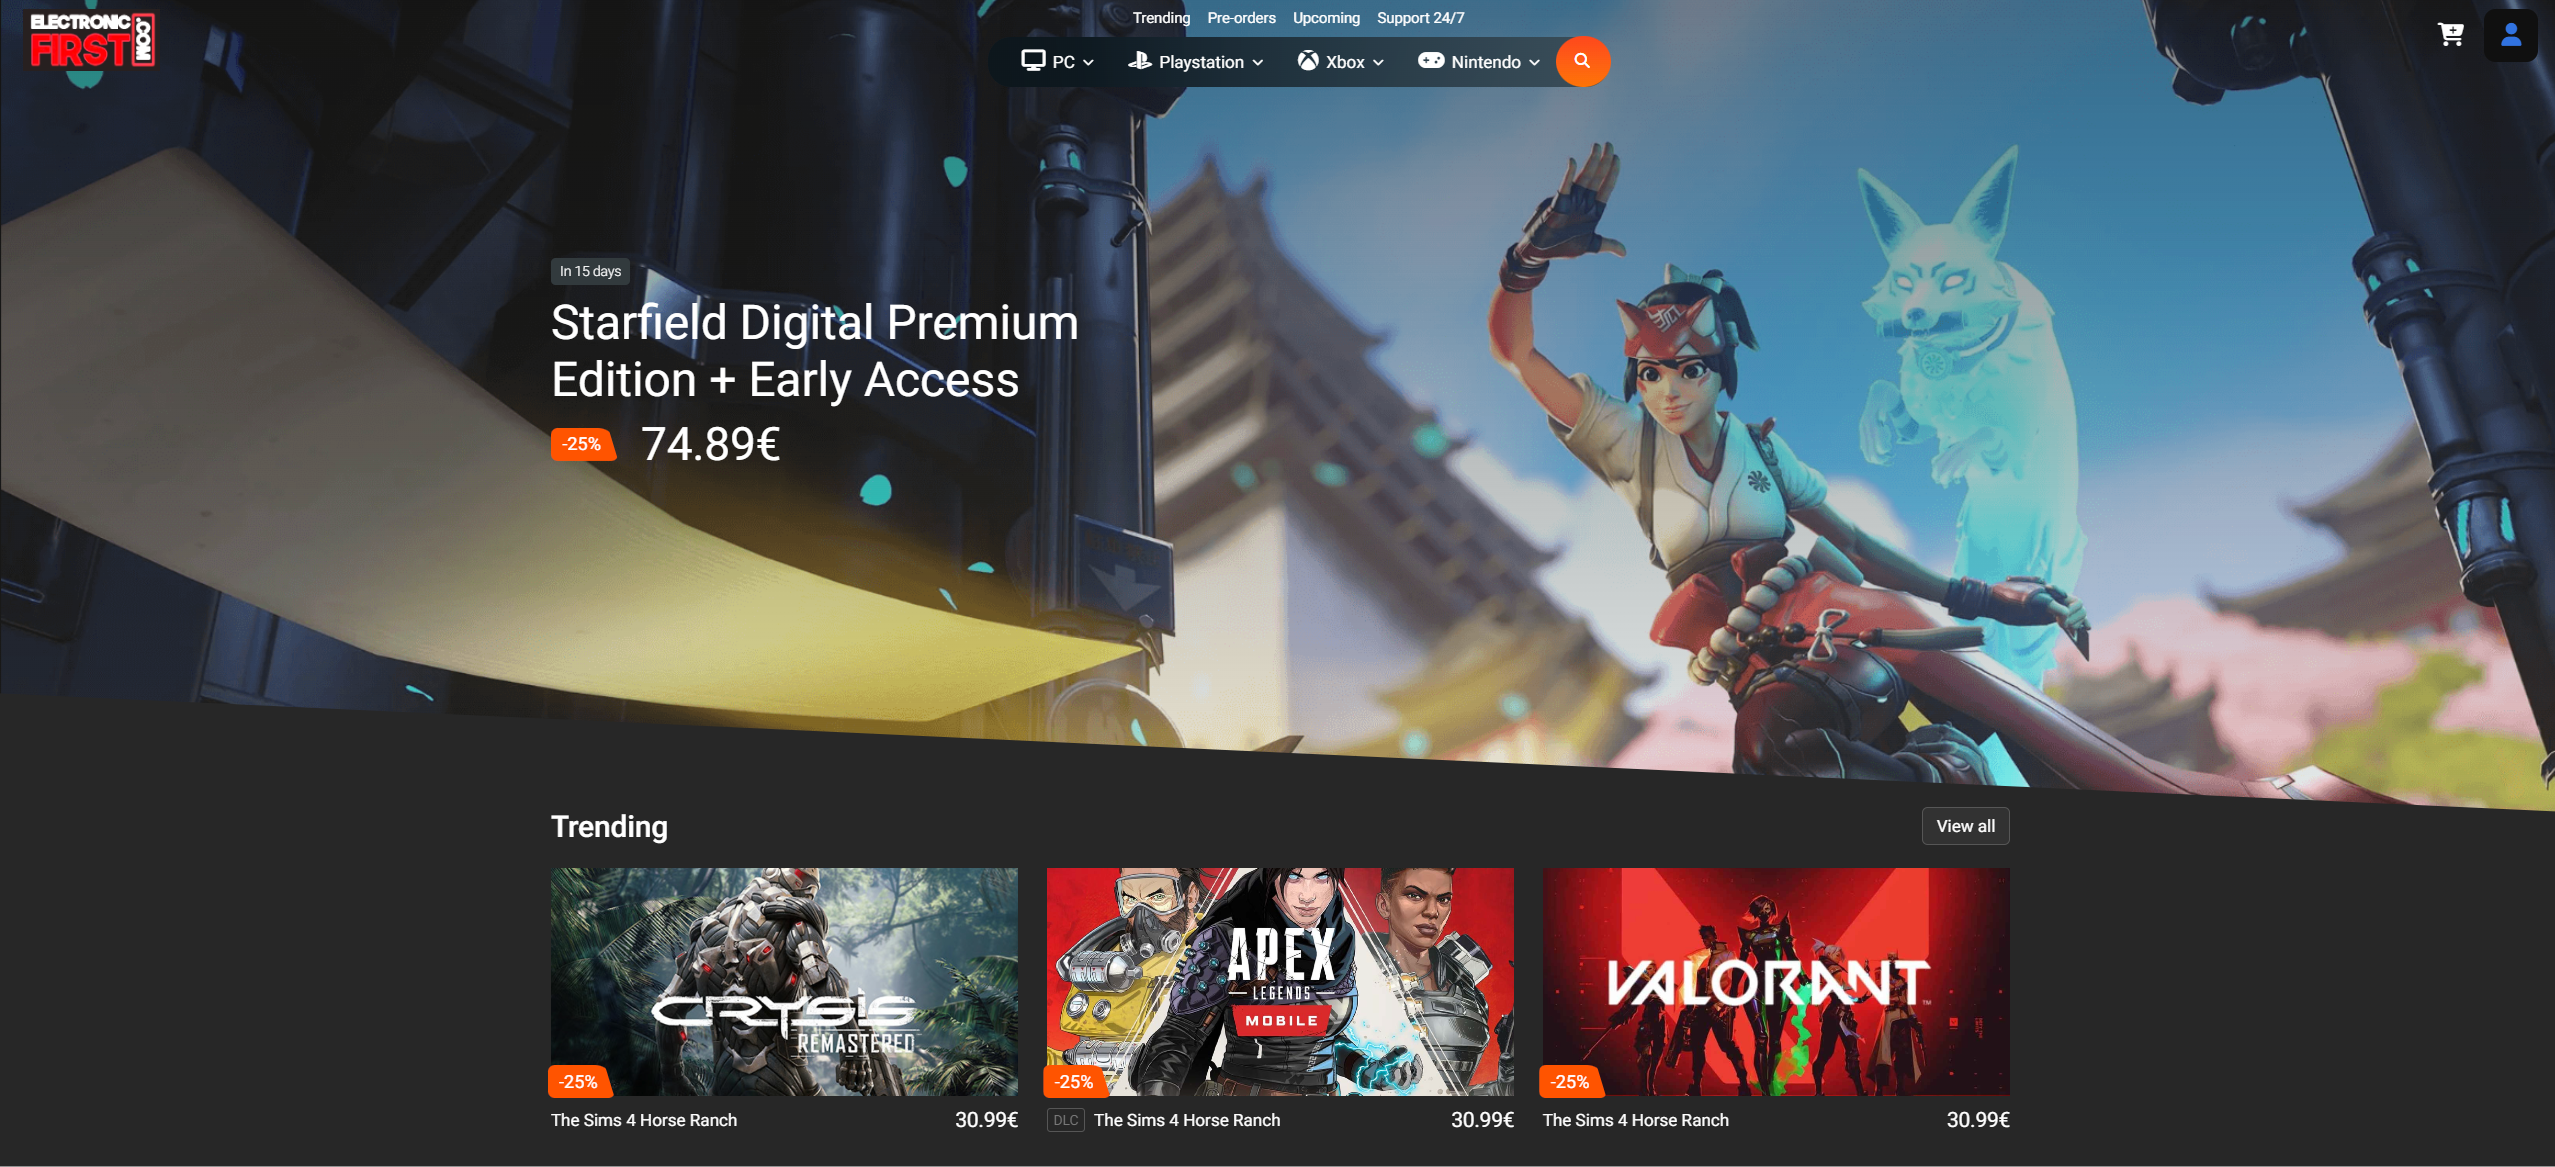 ELECTRONIC
FIRST
.COM
Trending Pre-orders Upcoming Support 24/7
PC Playstation Xbox Nintendo
In 15 days
Starfield Digital Premium
Edition + Early Access
-25% 74.89€
Trending View all
CRYSIS
REMASTERED
-25%
The Sims 4 Horse Ranch 30.99€
APEX
LEGENDS
MOBILE
-25%
DLC The Sims 4 Horse Ranch 30.99€
VALORANT
-25%
The Sims 4 Horse Ranch 30.99€